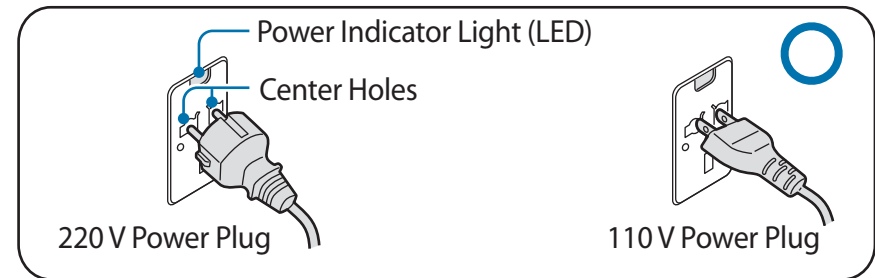 Power Indicator Light (LED)
Center Holes
220 V Power Plug
110 V Power Plug